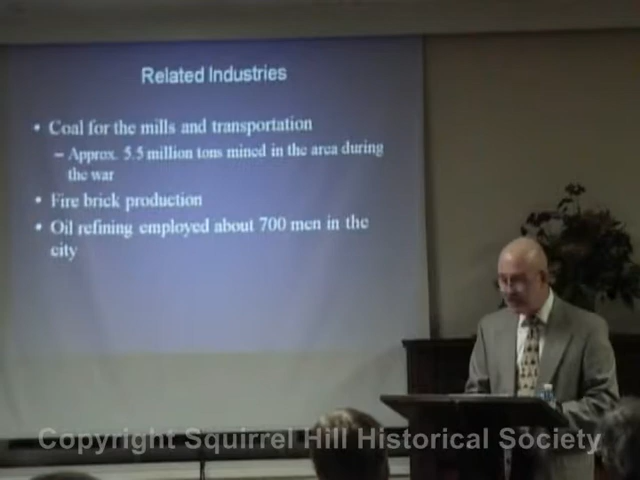 Related Industries
• Coal for the mills and transportation
– Approx. 5.5 million tons mined in the area during
the war
• Fire brick production
• Oil refining employed about 700 men in the
city
Copyright Squirrel Hill Historical Society